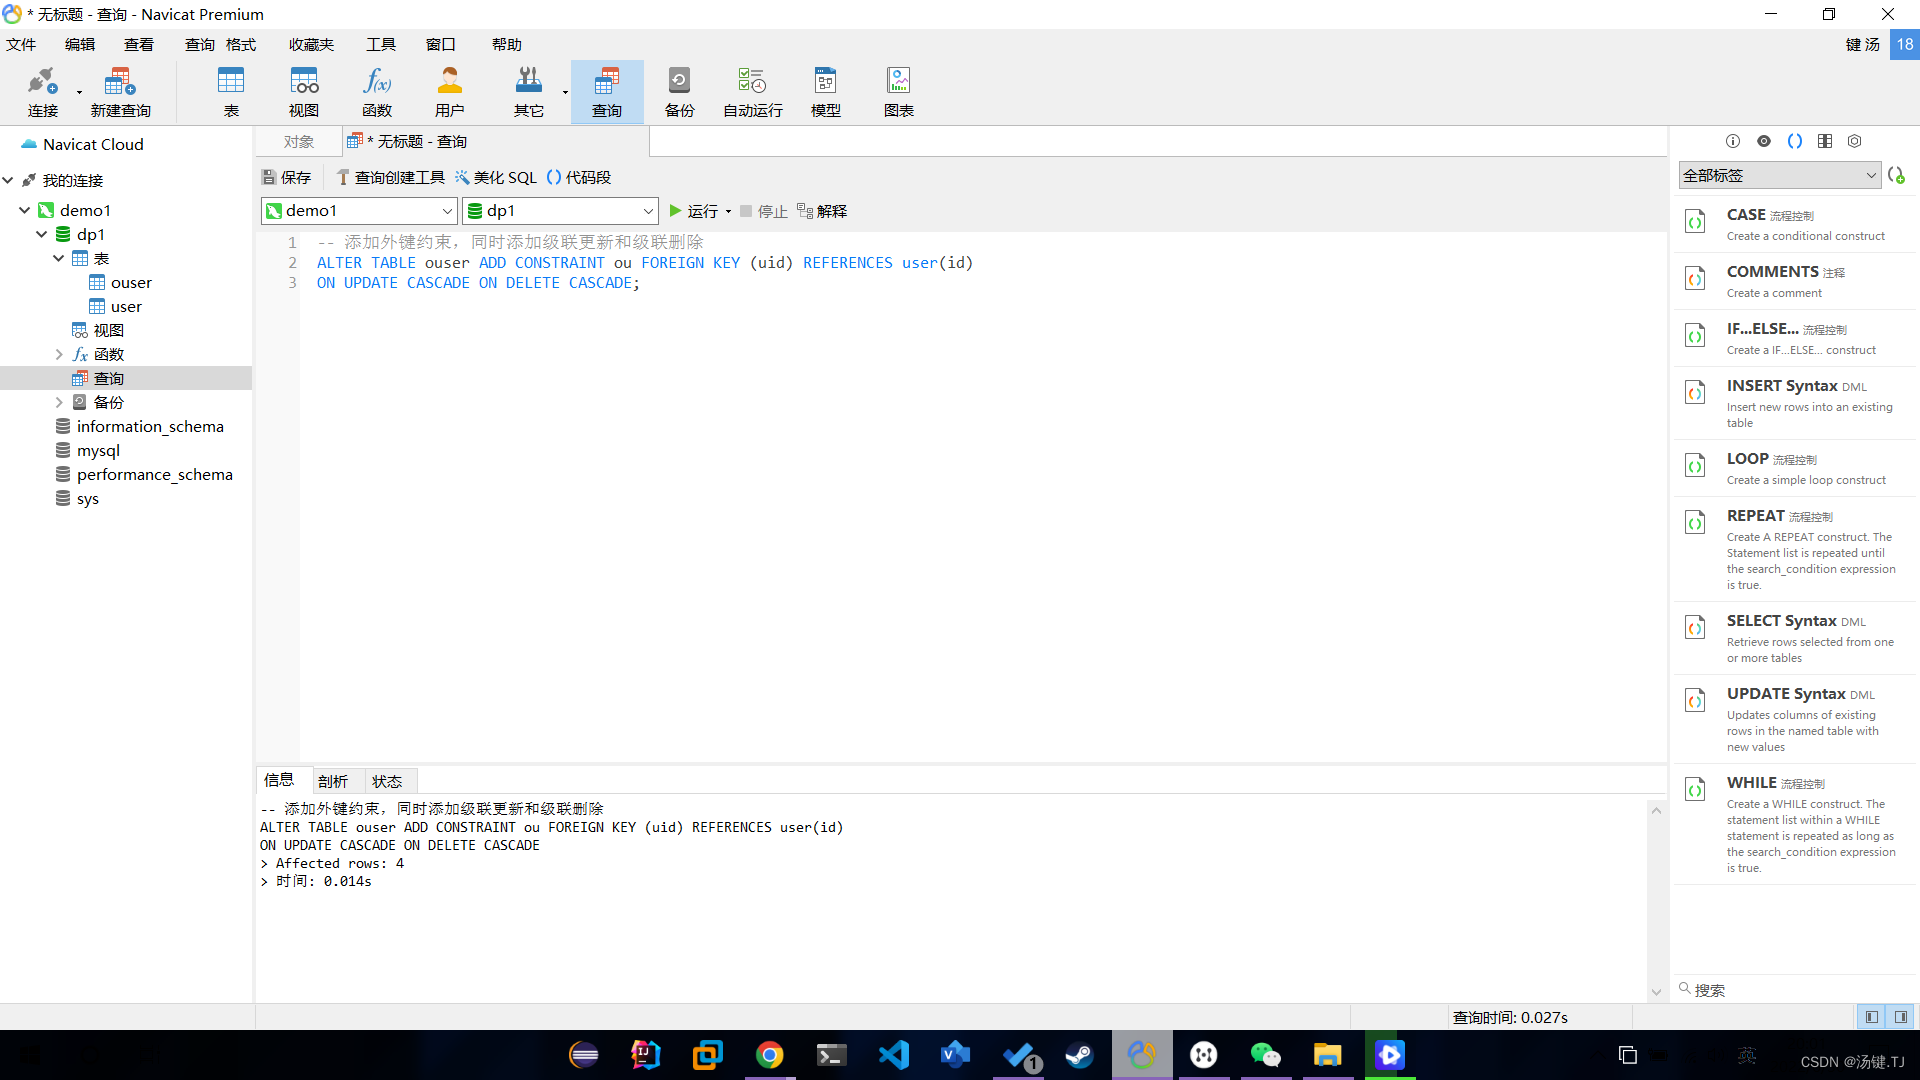 * 无标题 - 查询 - Navicat Premium
文件 编辑 查看 查询 格式 收藏夹 工具 窗口 帮助 键 汤 18
连接 新建查询 表 视图 函数 用户 其它 查询 备份 自动运行 模型 图表
Navicat Cloud
我的连接
demo1
dp1
表
ouser
user
视图
函数
查询
备份
information_schema
mysql
performance_schema
sys
对象 * 无标题 - 查询
保存 查询创建工具 美化 SQL 代码段
demo1 dp1 运行 停止 解释
1 -- 添加外键约束，同时添加级联更新和级联删除
2 ALTER TABLE ouser ADD CONSTRAINT ou FOREIGN KEY (uid) REFERENCES user(id)
3 ON UPDATE CASCADE ON DELETE CASCADE;
信息 剖析 状态
-- 添加外键约束，同时添加级联更新和级联删除
ALTER TABLE ouser ADD CONSTRAINT ou FOREIGN KEY (uid) REFERENCES user(id)
ON UPDATE CASCADE ON DELETE CASCADE
> Affected rows: 4
> 时间: 0.014s
全部标签
CASE 流程控制
Create a conditional construct
COMMENTS 注释
Create a comment
IF...ELSE... 流程控制
Create a IF...ELSE... construct
INSERT Syntax DML
Insert new rows into an existing
table
LOOP 流程控制
Create a simple loop construct
REPEAT 流程控制
Create A REPEAT construct. The
Statement list is repeated until
the search_condition expression
is true.
SELECT Syntax DML
Retrieve rows selected from one
or more tables
UPDATE Syntax DML
Updates columns of existing
rows in the named table with
new values
WHILE 流程控制
Create a WHILE construct. The
statement list within a WHILE
statement is repeated as long as
the search_condition expression
is true.
搜索
查询时间: 0.027s
1
英
CSDN @汤键.TJ